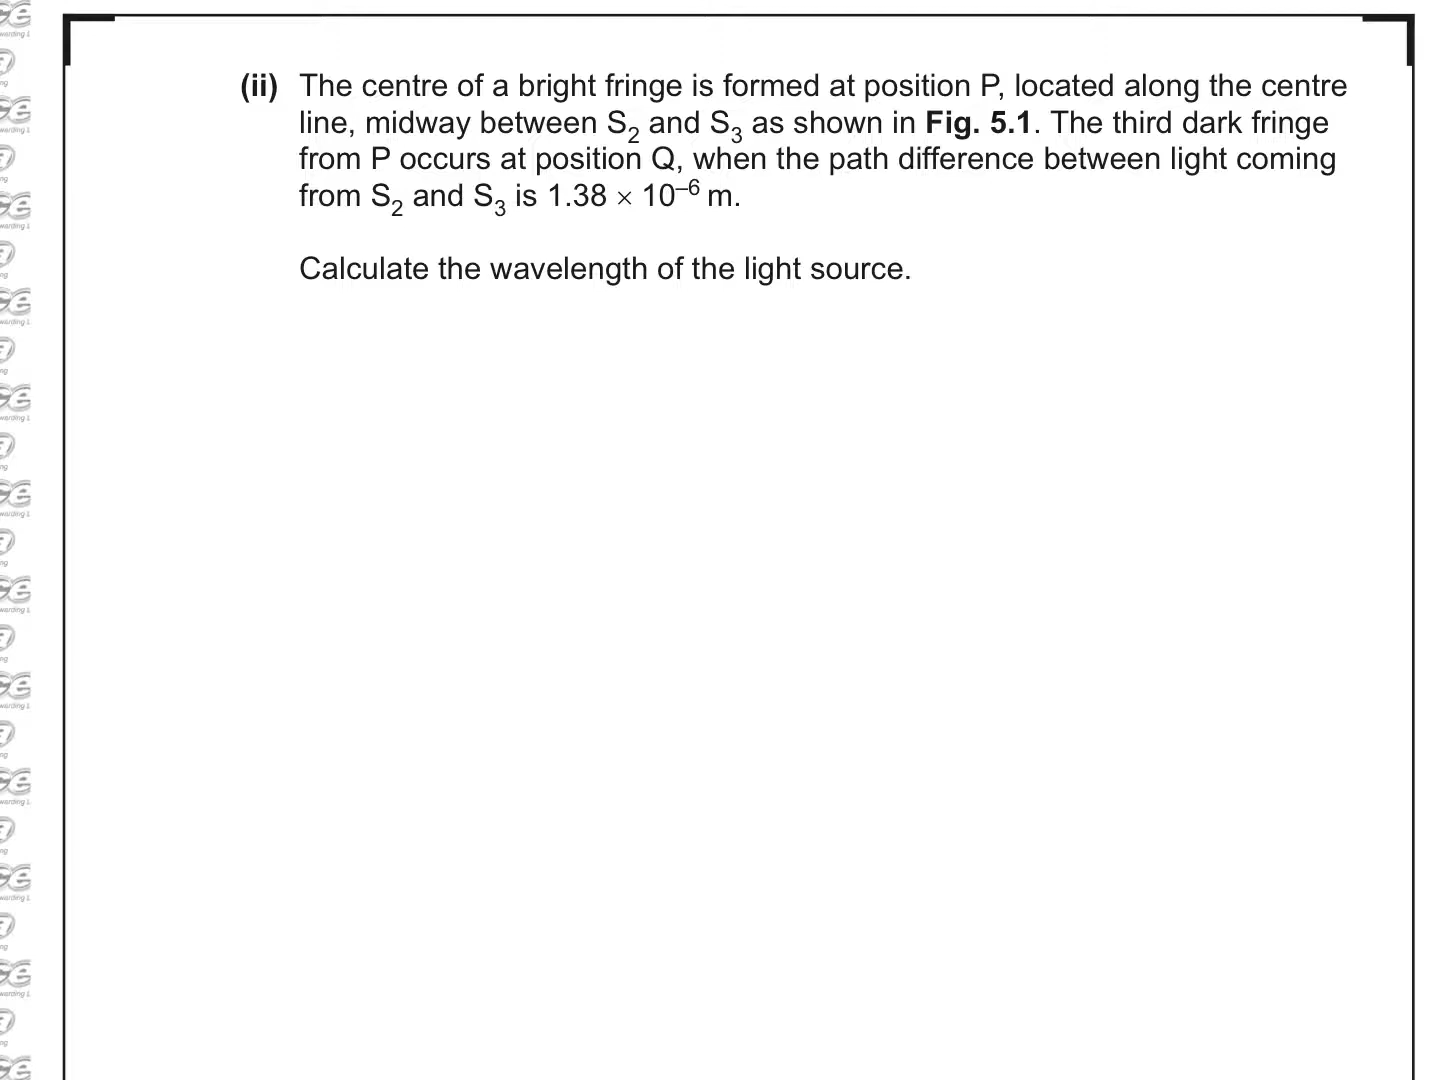 (ii) The centre of a bright fringe is formed at position P, located along the centre
line, midway between S2 and S3 as shown in Fig. 5.1. The third dark fringe
from P occurs at position Q, when the path difference between light coming
from S2 and S3 is 1.38 × 10–6 m.
Calculate the wavelength of the light source.